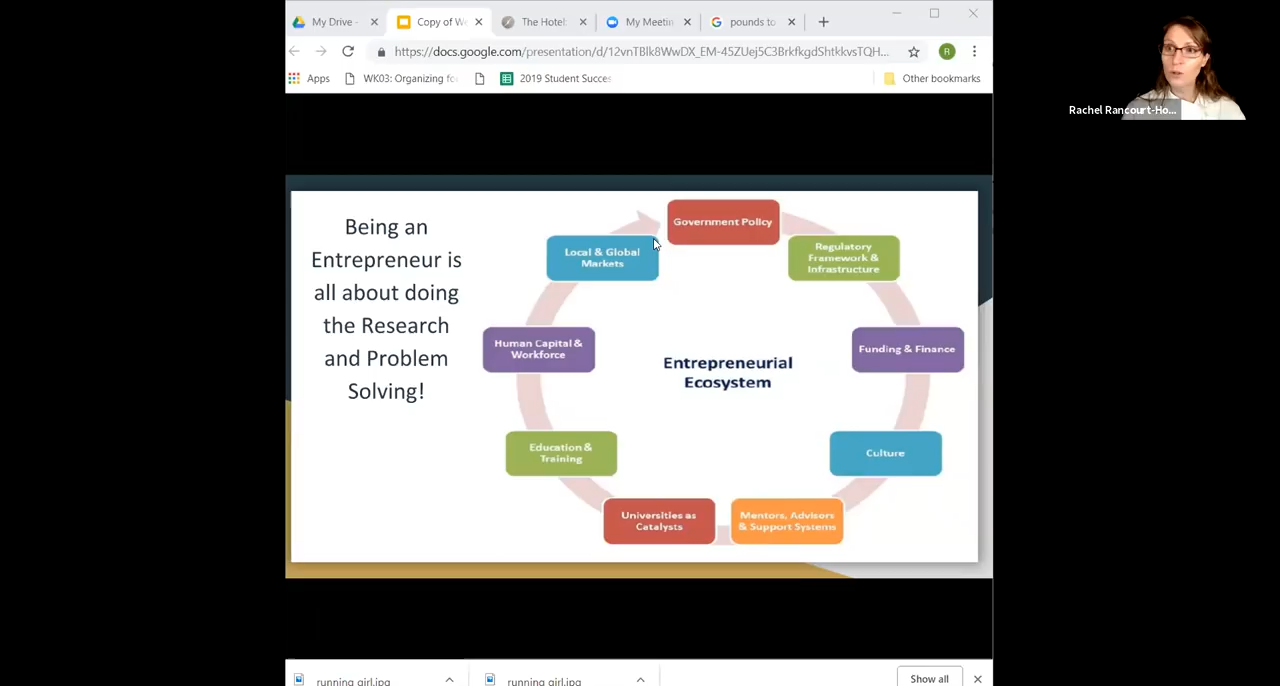 My Drive -
Copy of We
The Hotel:
My Meetin
pounds to
https://docs.google.com/presentation/d/12vnTBlk8WwDX_EM-45ZUej5C3BrkfkgdShtkkvsTQH...
R
Apps
WK03: Organizing fo
2019 Student Succes
Other bookmarks
Rachel Rancourt-Ho...
Being an
Entrepreneur is
all about doing
the Research
and Problem
Solving!
Government Policy
Regulatory
Framework &
Infrastructure
Funding & Finance
Culture
Mentors, Advisors
& Support Systems
Universities as
Catalysts
Education &
Training
Human Capital &
Workforce
Local & Global
Markets
Entrepreneurial
Ecosystem
running girl.jpg
running girl.jpg
Show all